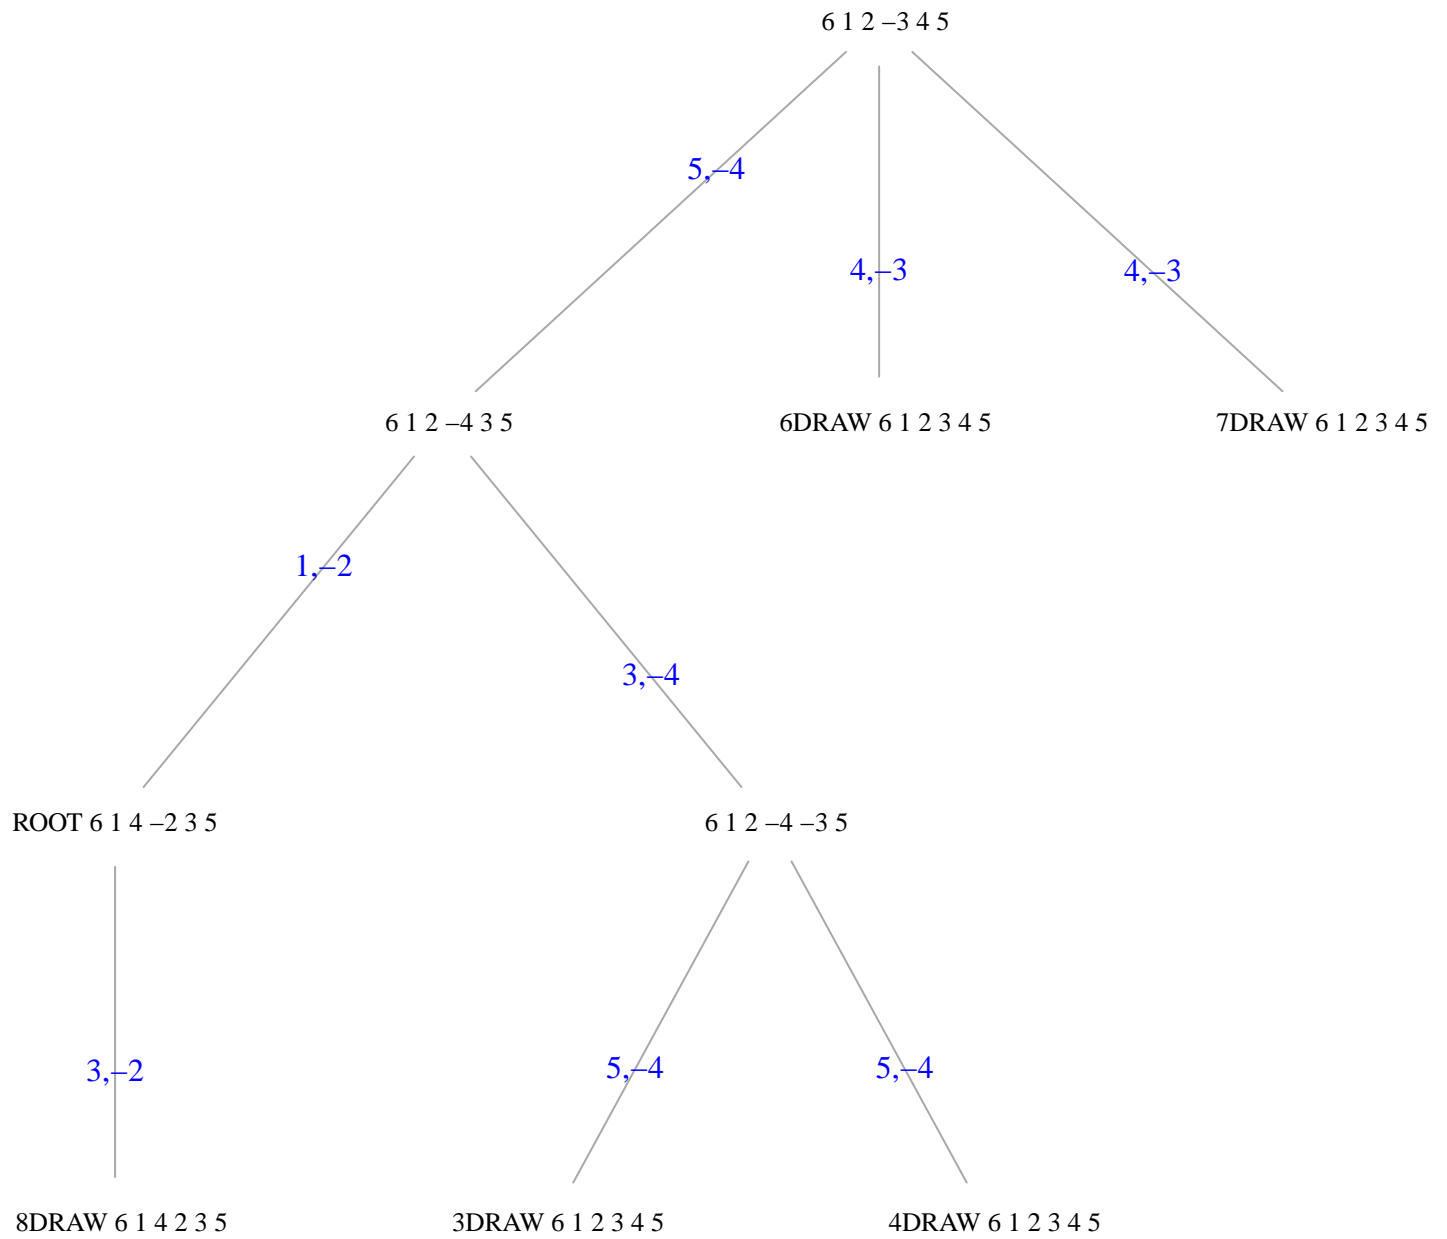 6 1 2 –3 4 5
5,–4
4,–3
4,–3
6 1 2 –4 3 5
6DRAW 6 1 2 3 4 5
7DRAW 6 1 2 3 4 5
1,–2
3,–4
ROOT 6 1 4 –2 3 5
6 1 2 –4 –3 5
3,–2
5,–4
5,–4
8DRAW 6 1 4 2 3 5
3DRAW 6 1 2 3 4 5
4DRAW 6 1 2 3 4 5